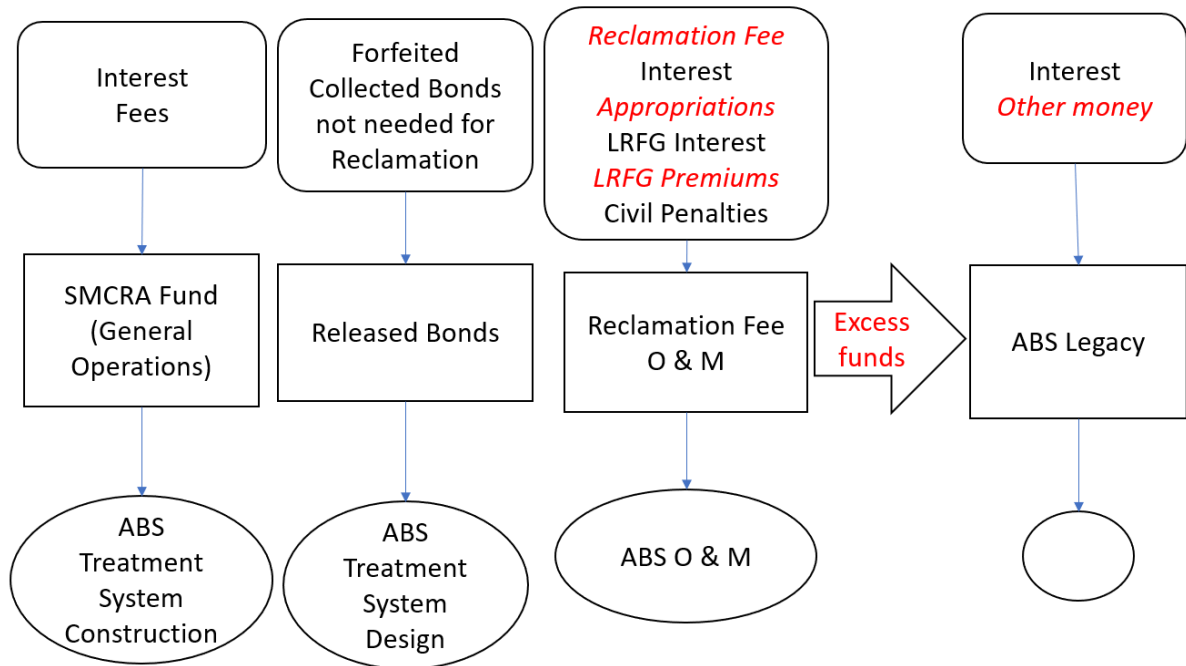 Interest
Fees
Forfeited
Collected Bonds
not needed for
Reclamation
Reclamation Fee
Interest
Appropriations
LRFG Interest
LRFG Premiums
Civil Penalties
Interest
Other money
SMCRA Fund
(General
Operations)
Released Bonds
Reclamation Fee
O & M
Excess
funds
ABS Legacy
ABS
Treatment
System
Construction
ABS
Treatment
System
Design
ABS O & M